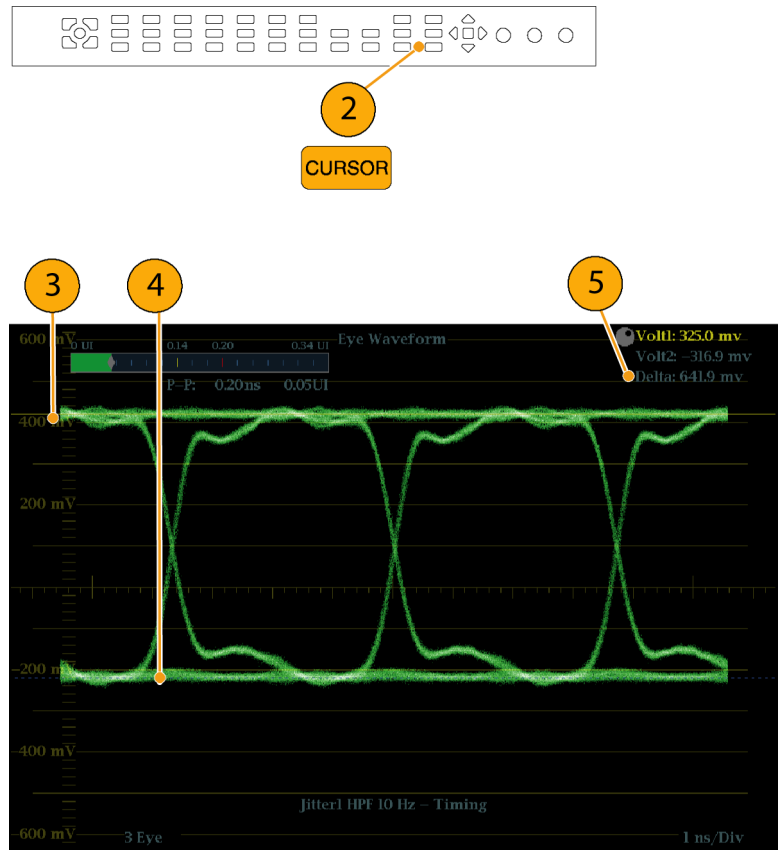 2
CURSOR
3
4
5
600 mV
0 UI 0.14 0.20 0.34 UI
Eye Waveform
Volt1: 325.0 mv
Volt2: -316.9 mv
Delta: 641.9 mv
P-P: 0.20ns 0.05UI
400 mV
200 mV
-200 mV
-400 mV
Jitter1 HPF 10 Hz – Timing
-600 mV
3 Eye
1 ns/Div